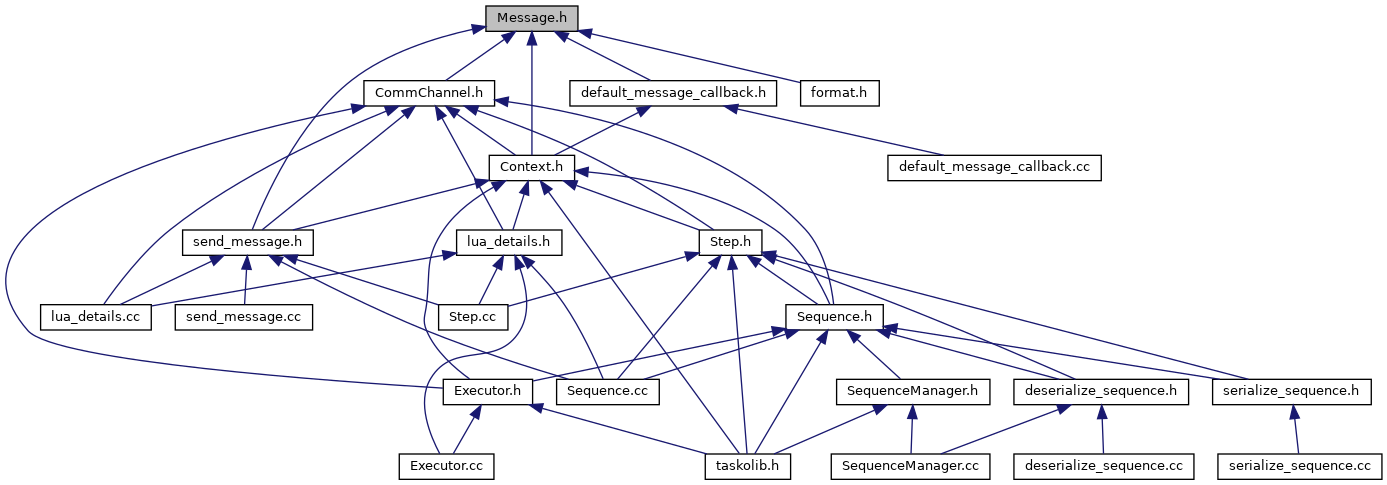 Message.h
CommChannel.h
default_message_callback.h
format.h
Context.h
default_message_callback.cc
send_message.h
lua_details.h
Step.h
lua_details.cc
send_message.cc
Step.cc
Sequence.h
Executor.h
Sequence.cc
SequenceManager.h
deserialize_sequence.h
serialize_sequence.h
Executor.cc
taskolib.h
SequenceManager.cc
deserialize_sequence.cc
serialize_sequence.cc